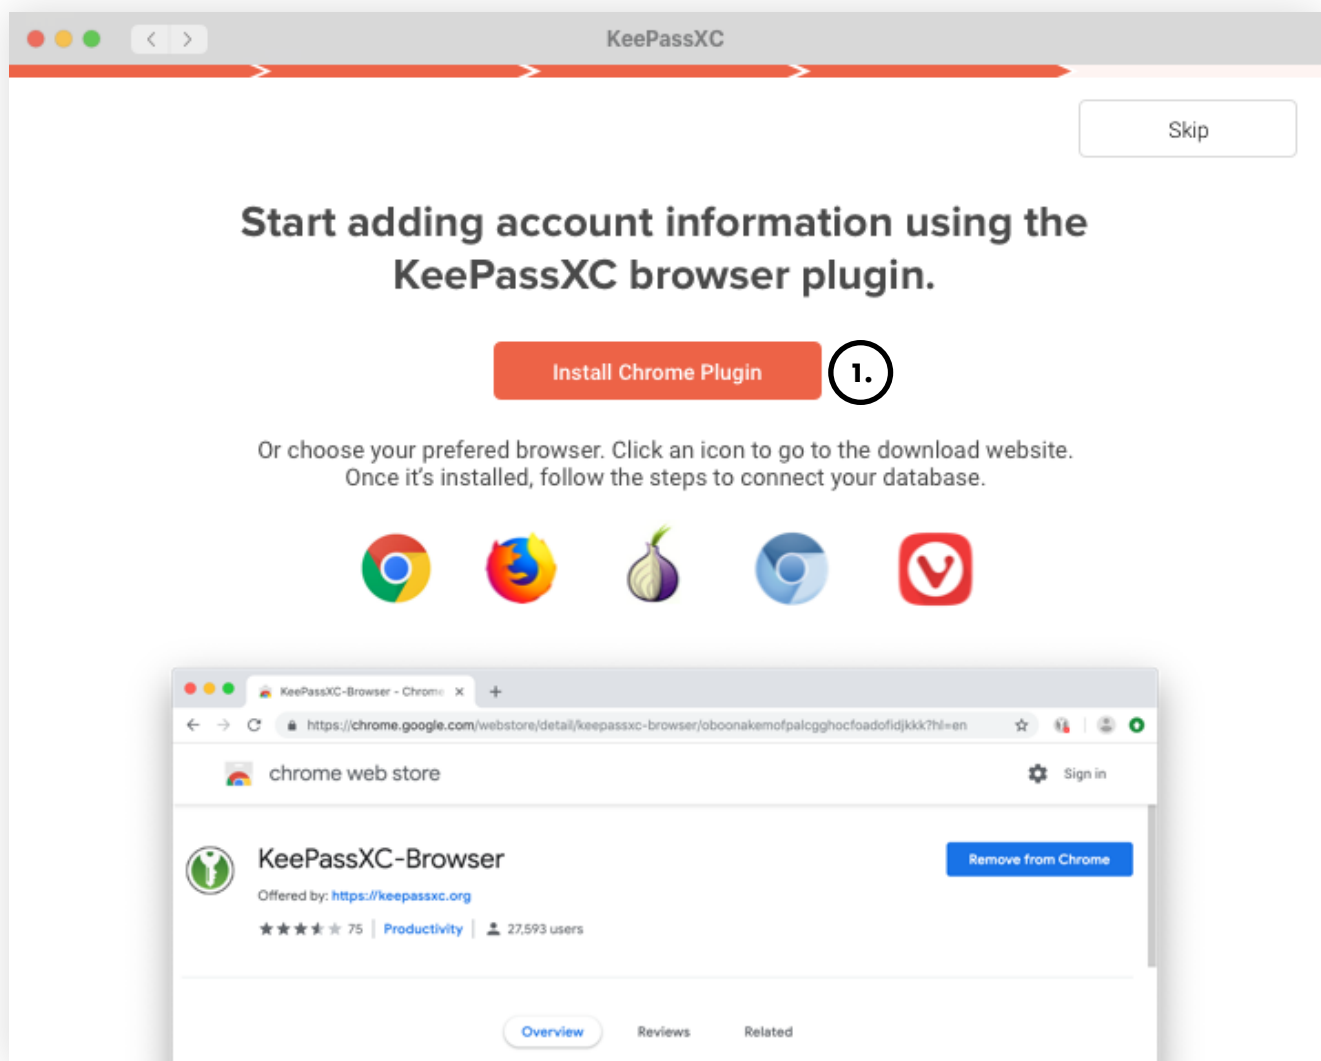 KeePassXC
Skip
Start adding account information using the
KeePassXC browser plugin.
Install Chrome Plugin
1.
Or choose your prefered browser. Click an icon to go to the download website.
Once it’s installed, follow the steps to connect your database.
KeePassXC-Browser - Chrome
https://chrome.google.com/webstore/detail/keepassxc-browser/oboonakemofpalcgghocfoadofidjkkk?hl=en
chrome web store
Sign in
KeePassXC-Browser
Remove from Chrome
Offered by: https://keepassxc.org
75 Productivity 27,593 users
Overview Reviews Related